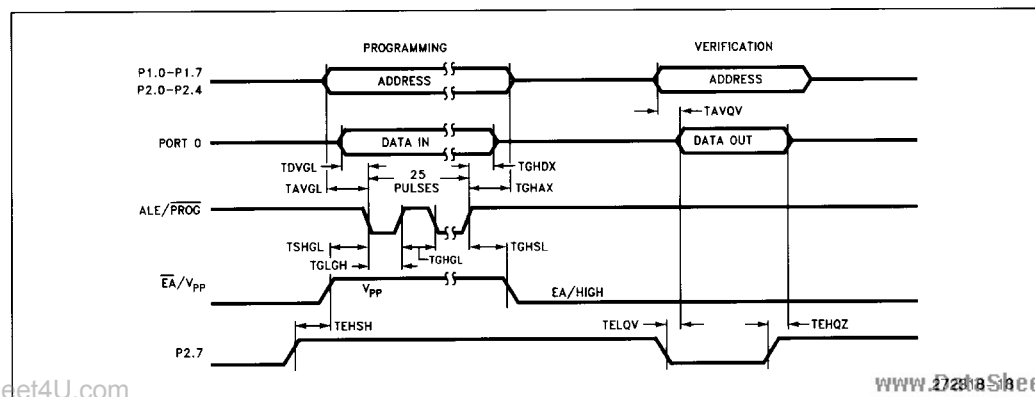 PROGRAMMING VERIFICATION
P1.0-P1.7
P2.0-P2.4
ADDRESS ADDRESS
TAVQV
PORT 0
DATA IN DATA OUT
TDVGL TGHDX
25
PULSES
TAVGL TGHAX
ALE/PROG
TSHGL TGHSL
TGLGH TGHGL
EA/VPP
VPP EA/HIGH
TEHSH TELQV TEHQZ
P2.7
eet4U.com
www.DataShee